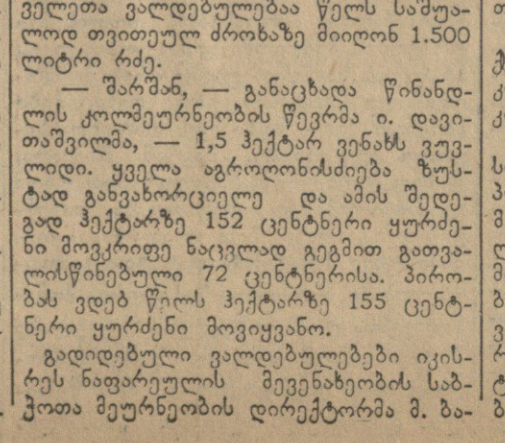 ველეთა ვალდებულებაა წელს საშუა-
ლოდ თვითეულ ძროხაზე მიიღონ 1.500
ლიტრი რძე.
— შარშან, — განაცხადა წინანდ-
ლის კოლმეურნეობის წევრმა ი. დავი-
თაშვილმა, — 1,5 ჰექტარ ვენახს ვუვ-
ლიდი. ყველა აგროღონისძიება ზუს-
ტად განვახორციელე და ამის შედე-
გად ჰექტარზე 152 ცენტნერი ყურძე-
ნი მოვკრიფე ნაცვლად გეგმით გათვა-
ლისწინებული 72 ცენტნერისა. პირო-
ბას ვდებ წელს ჰექტარზე 155 ცენტ-
ნერი ყურძენი მოვიყვანო.
გადიდებული ვალდებულებები იკის-
რეს ნაფარეულის მევენახეობის საბ-
ჭოთა მეურნეობის დირექტორმა მ. ბა-